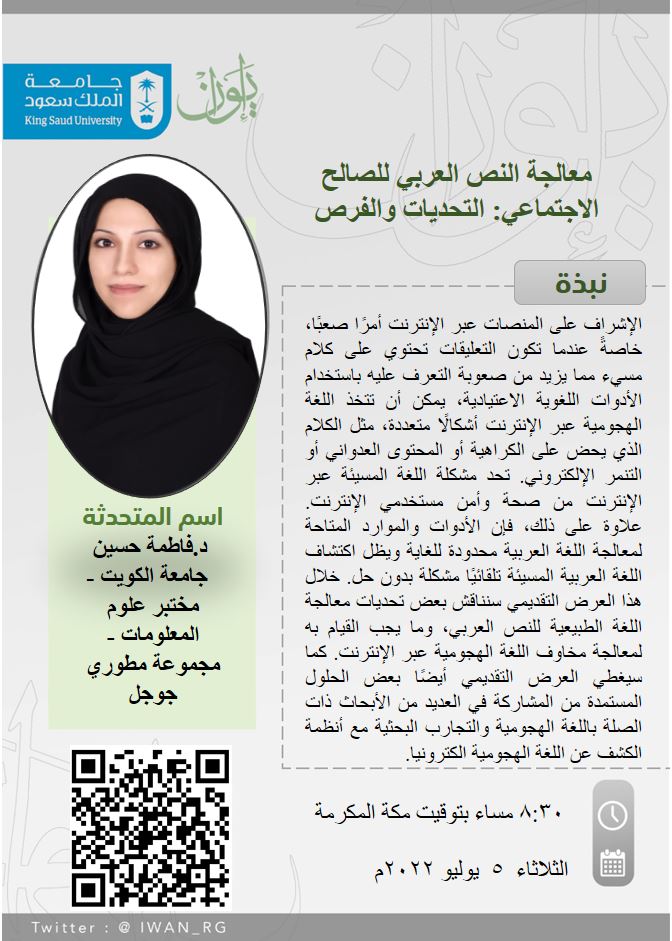 جامعة
الملك سعود
King Saud University
إيوان
معالجة النص العربي للصالح
الاجتماعي: التحديات والفرص
نبذة
الإشراف على المنصات عبر الإنترنت أمرًا صعبًا،
خاصةً عندما تكون التعليقات تحتوي على كلام
مسيء مما يزيد من صعوبة التعرف عليه باستخدام
الأدوات اللغوية الاعتيادية، يمكن أن تتخذ اللغة
الهجومية عبر الإنترنت أشكالًا متعددة، مثل الكلام
الذي يحض على الكراهية أو المحتوى العدواني أو
التنمر الإلكتروني. تحد مشكلة اللغة المسيئة عبر
الإنترنت من صحة وأمن مستخدمي الإنترنت.
علاوة على ذلك، فإن الأدوات والموارد المتاحة
لمعالجة اللغة العربية محدودة للغاية ويظل اكتشاف
اللغة العربية المسيئة تلقائيًا مشكلة بدون حل. خلال
هذا العرض التقديمي سنناقش بعض تحديات معالجة
اللغة الطبيعية للنص العربي، وما يجب القيام به
لمعالجة مخاوف اللغة الهجومية عبر الإنترنت. كما
سيغطي العرض التقديمي أيضًا بعض الحلول
المستمدة من المشاركة في العديد من الأبحاث ذات
الصلة باللغة الهجومية والتجارب البحثية مع أنظمة
الكشف عن اللغة الهجومية الكترونيا.
اسم المتحدثة
د.فاطمة حسين
جامعة الكويت -
مختبر علوم
المعلومات -
مجموعة مطوري
جوجل
٨:٣٠ مساء بتوقيت مكة المكرمة
الثلاثاء ٥ يوليو ٢٠٢٢م
Twitter : @ IWAN_RG